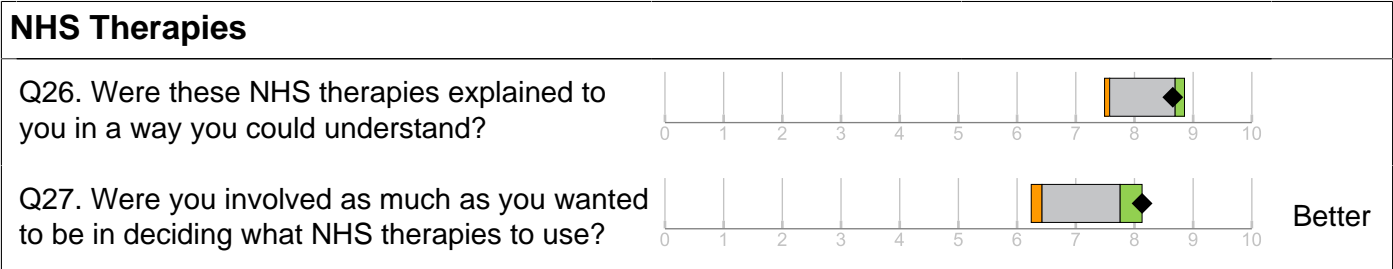 NHS Therapies
Q26. Were these NHS therapies explained to
you in a way you could understand?
0 1 2 3 4 5 6 7 8 9 10
Q27. Were you involved as much as you wanted
to be in deciding what NHS therapies to use?
0 1 2 3 4 5 6 7 8 9 10
Better